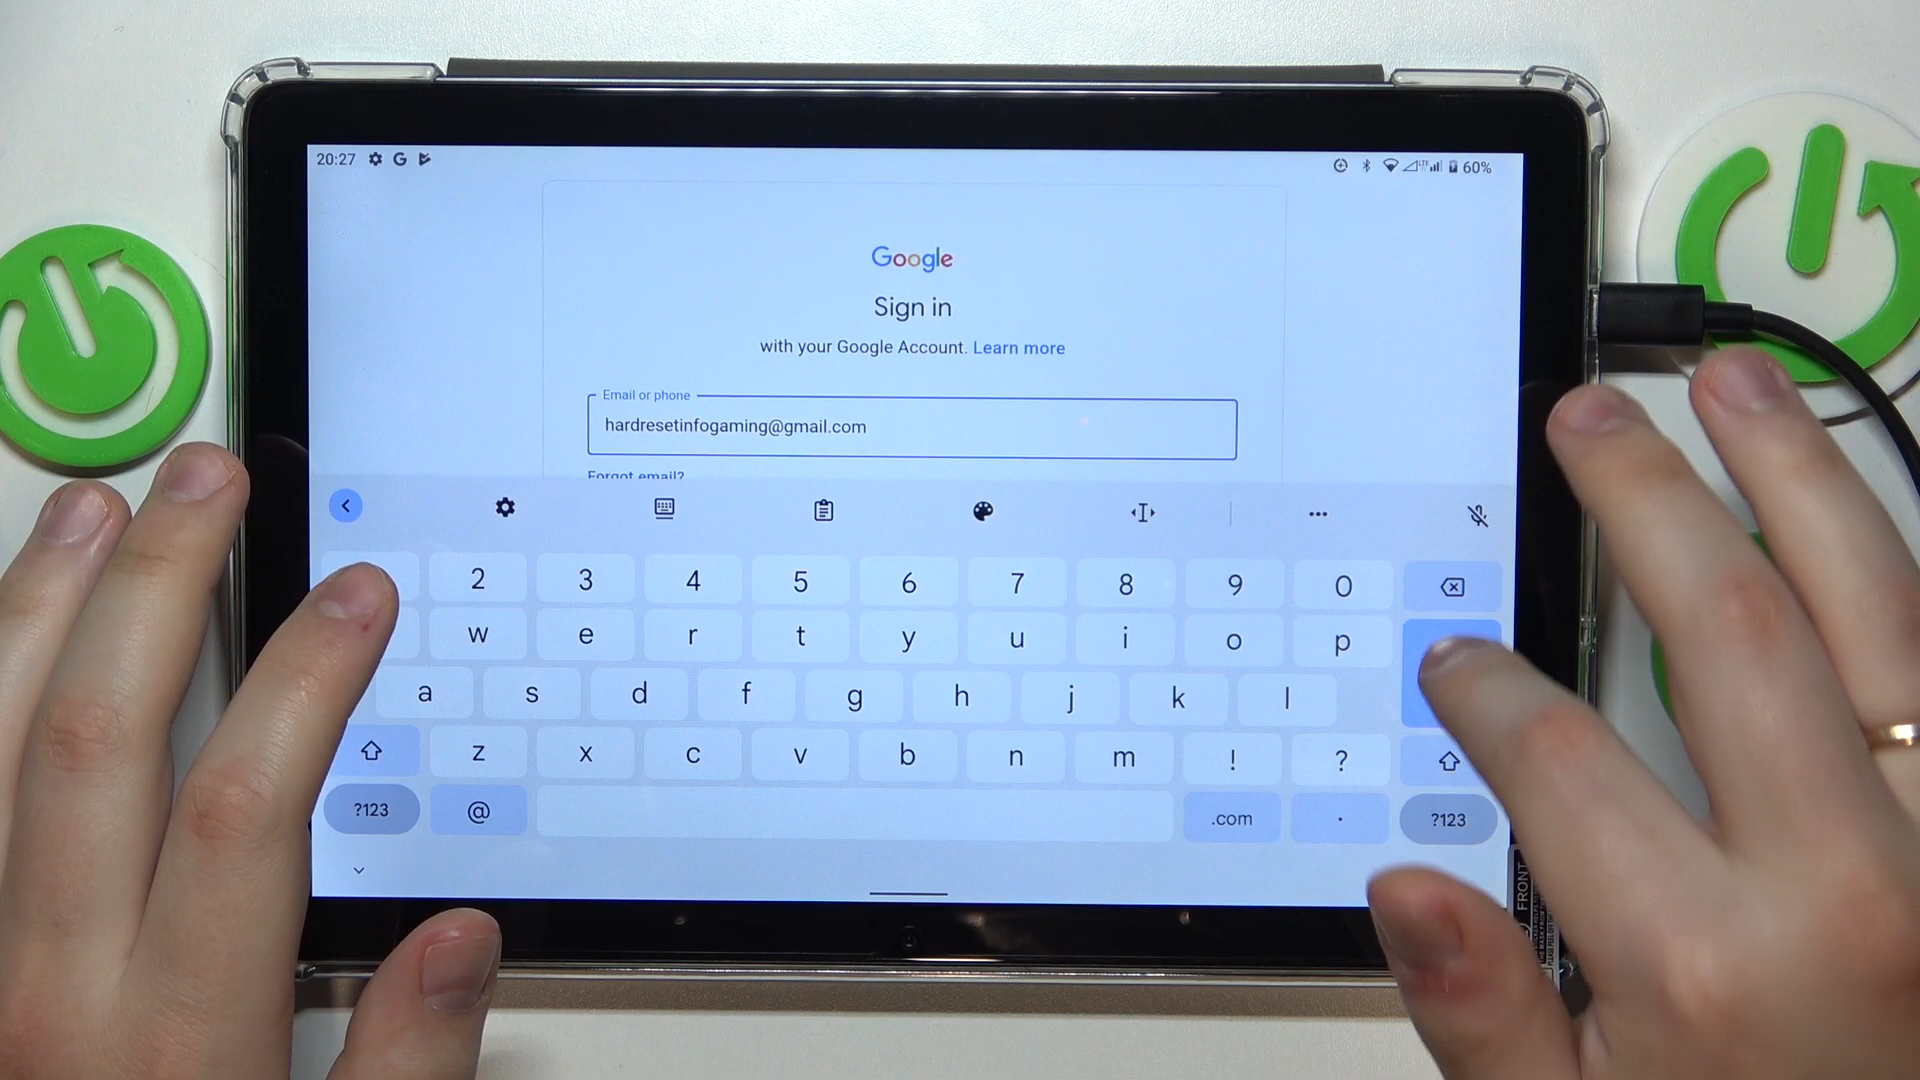 20:27 G 60%
Google
Sign in
with your Google Account. Learn more
Email or phone
hardresetinfogaming@gmail.com
Forgot email?
2 3 4 5 6 7 8 9 0
w e r t y u i o p
a s d f g h j k l
z x c v b n m ! ?
?123 @ .com . ?123
FRONT